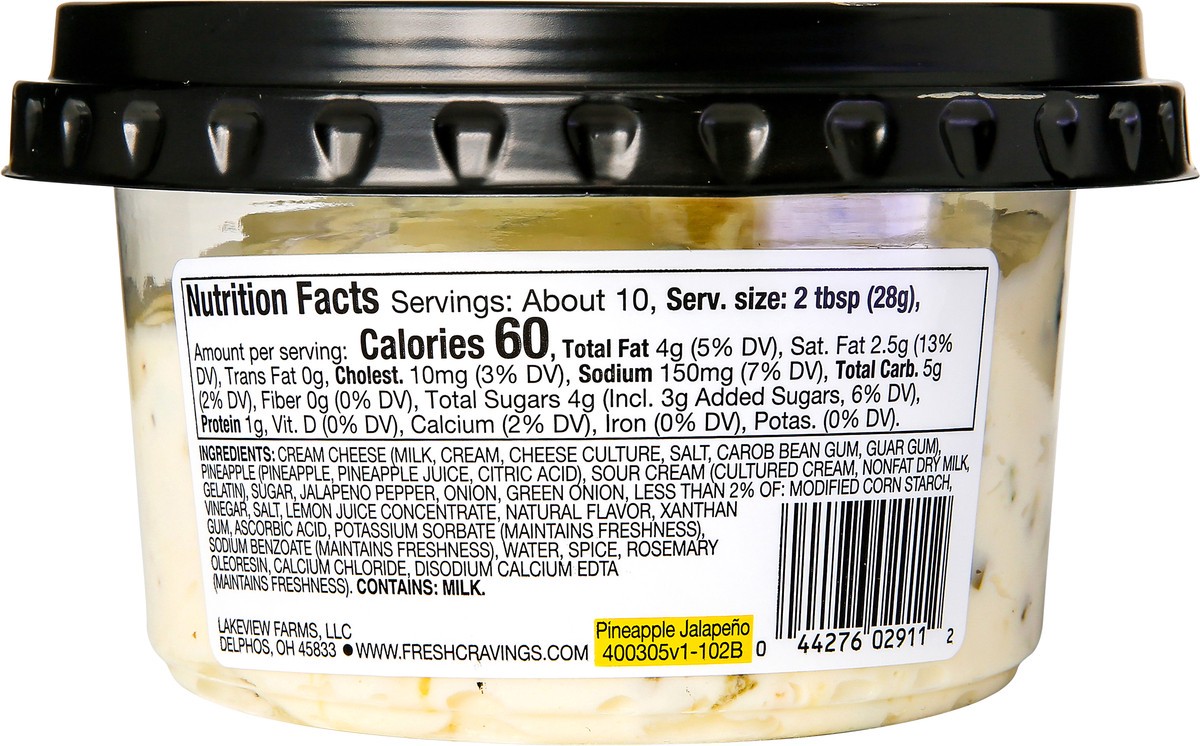 Nutrition Facts Servings: About 10, Serv. size: 2 tbsp (28g),
Amount per serving: Calories 60, Total Fat 4g (5% DV), Sat. Fat 2.5g (13%
DV), Trans Fat 0g, Cholest. 10mg (3% DV), Sodium 150mg (7% DV), Total Carb. 5g
(2% DV), Fiber 0g (0% DV), Total Sugars 4g (Incl. 3g Added Sugars, 6% DV),
Protein 1g, Vit. D (0% DV), Calcium (2% DV), Iron (0% DV), Potas. (0% DV).
INGREDIENTS: CREAM CHEESE (MILK, CREAM, CHEESE CULTURE, SALT, CAROB BEAN GUM, GUAR GUM),
PINEAPPLE (PINEAPPLE, PINEAPPLE JUICE, CITRIC ACID), SOUR CREAM (CULTURED CREAM, NONFAT DRY MILK,
GELATIN), SUGAR, JALAPENO PEPPER, ONION, GREEN ONION, LESS THAN 2% OF: MODIFIED CORN STARCH,
VINEGAR, SALT, LEMON JUICE CONCENTRATE, NATURAL FLAVOR, XANTHAN
GUM, ASCORBIC ACID, POTASSIUM SORBATE (MAINTAINS FRESHNESS),
SODIUM BENZOATE (MAINTAINS FRESHNESS), WATER, SPICE, ROSEMARY
OLEORESIN, CALCIUM CHLORIDE, DISODIUM CALCIUM EDTA
(MAINTAINS FRESHNESS). CONTAINS: MILK.
LAKEVIEW FARMS, LLC
DELPHOS, OH 45833 ● WWW.FRESHCRAVINGS.COM
Pineapple Jalapeño
400305v1-102B
0 44276 02911 2